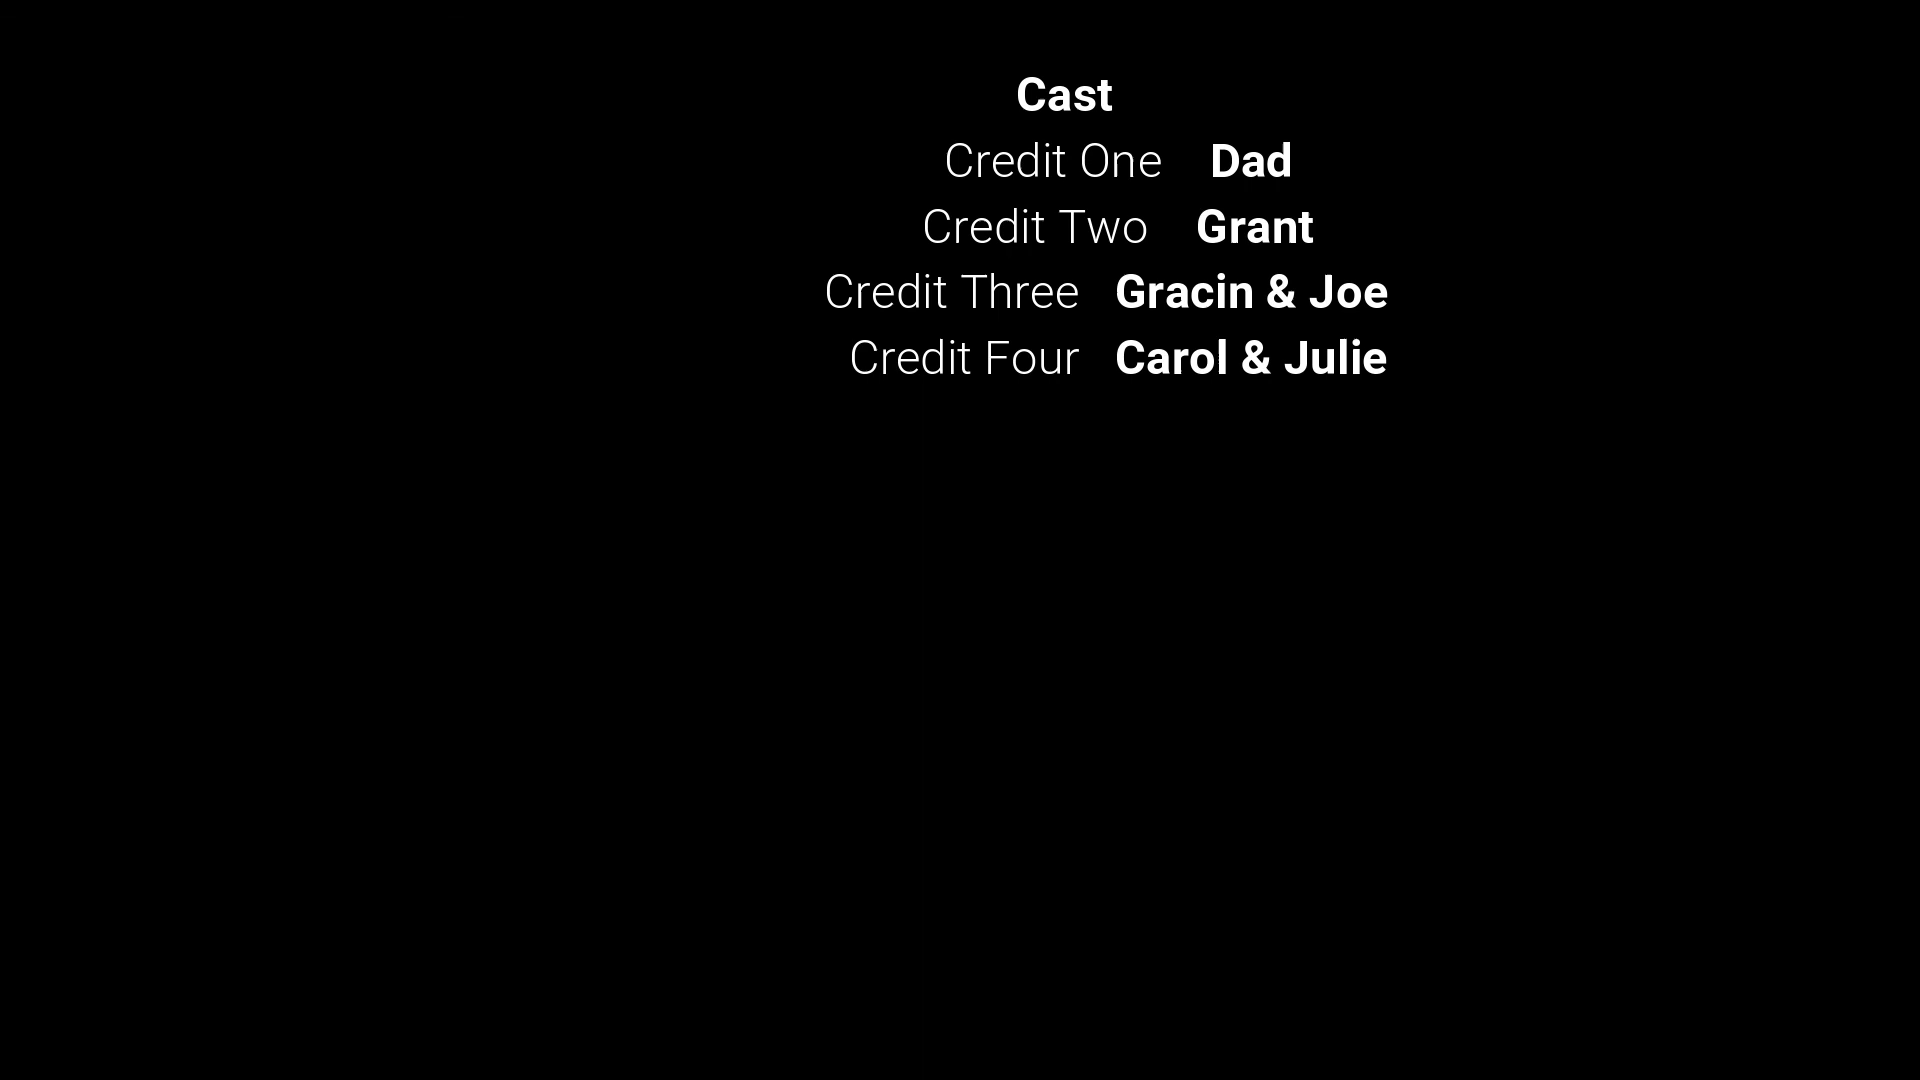 Cast
Credit One Dad
Credit Two Grant
Credit Three Gracin & Joe
Credit Four Carol & Julie